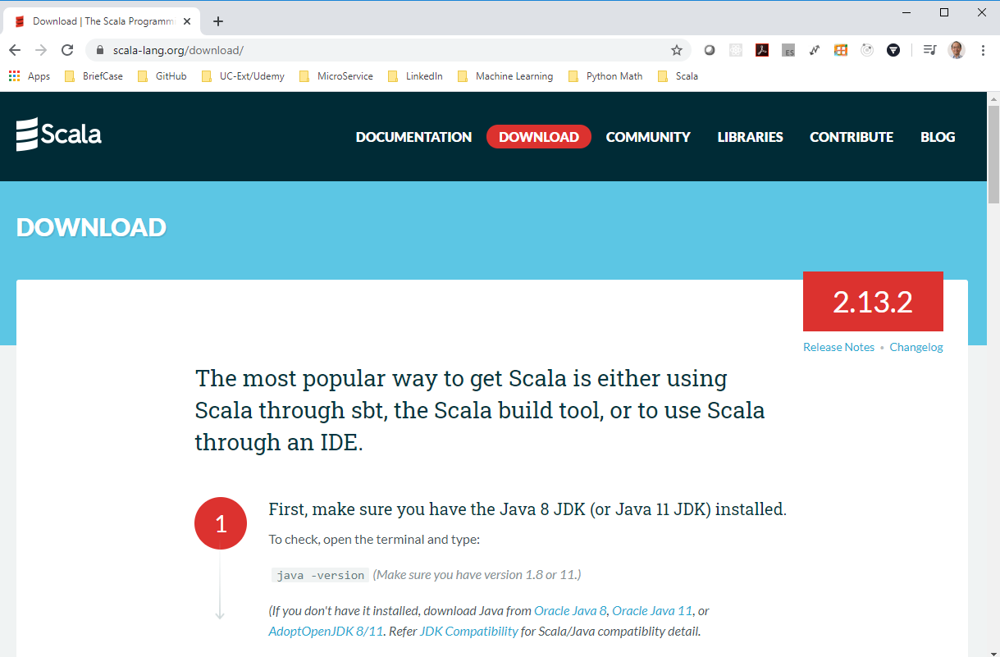 Download | The Scala Programm
scala-lang.org/download/
ES
Apps BriefCase GitHub UC-Ext/Udemy MicroService LinkedIn Machine Learning Python Math Scala
Scala DOCUMENTATION DOWNLOAD COMMUNITY LIBRARIES CONTRIBUTE BLOG
DOWNLOAD
2.13.2
Release Notes • Changelog
The most popular way to get Scala is either using
Scala through sbt, the Scala build tool, or to use Scala
through an IDE.
1
First, make sure you have the Java 8 JDK (or Java 11 JDK) installed.
To check, open the terminal and type:
java -version (Make sure you have version 1.8 or 11.)
(If you don't have it installed, download Java from Oracle Java 8, Oracle Java 11, or
AdoptOpenJDK 8/11. Refer JDK Compatibility for Scala/Java compatiblity detail.